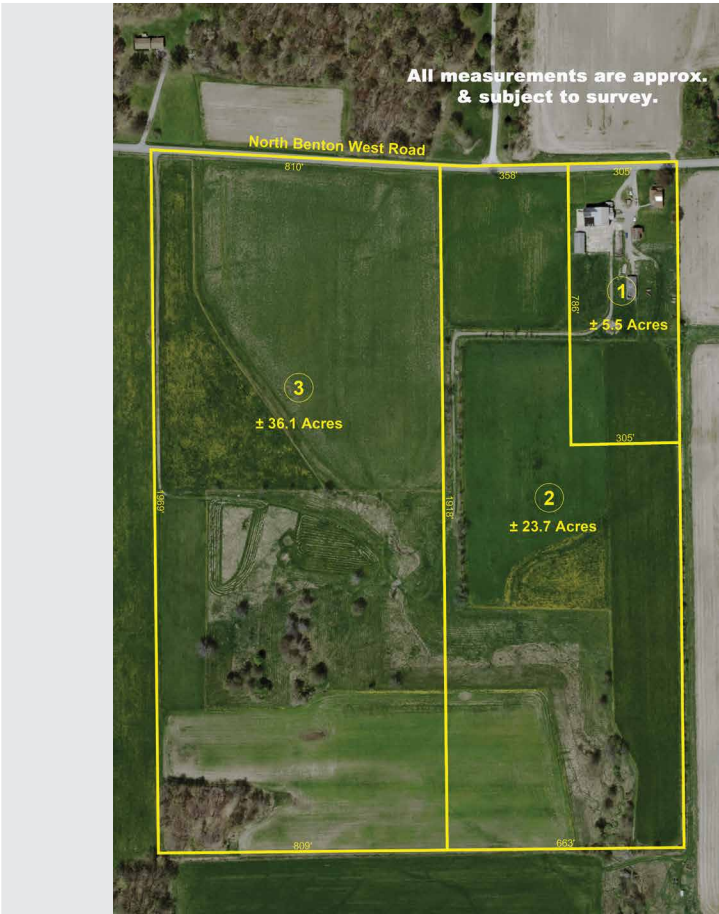 All measurements are approx.
& subject to survey.
North Benton West Road
810'
358'
305'
786'
1
± 5.5 Acres
3
± 36.1 Acres
305'
1969'
1918'
2
± 23.7 Acres
809'
663'